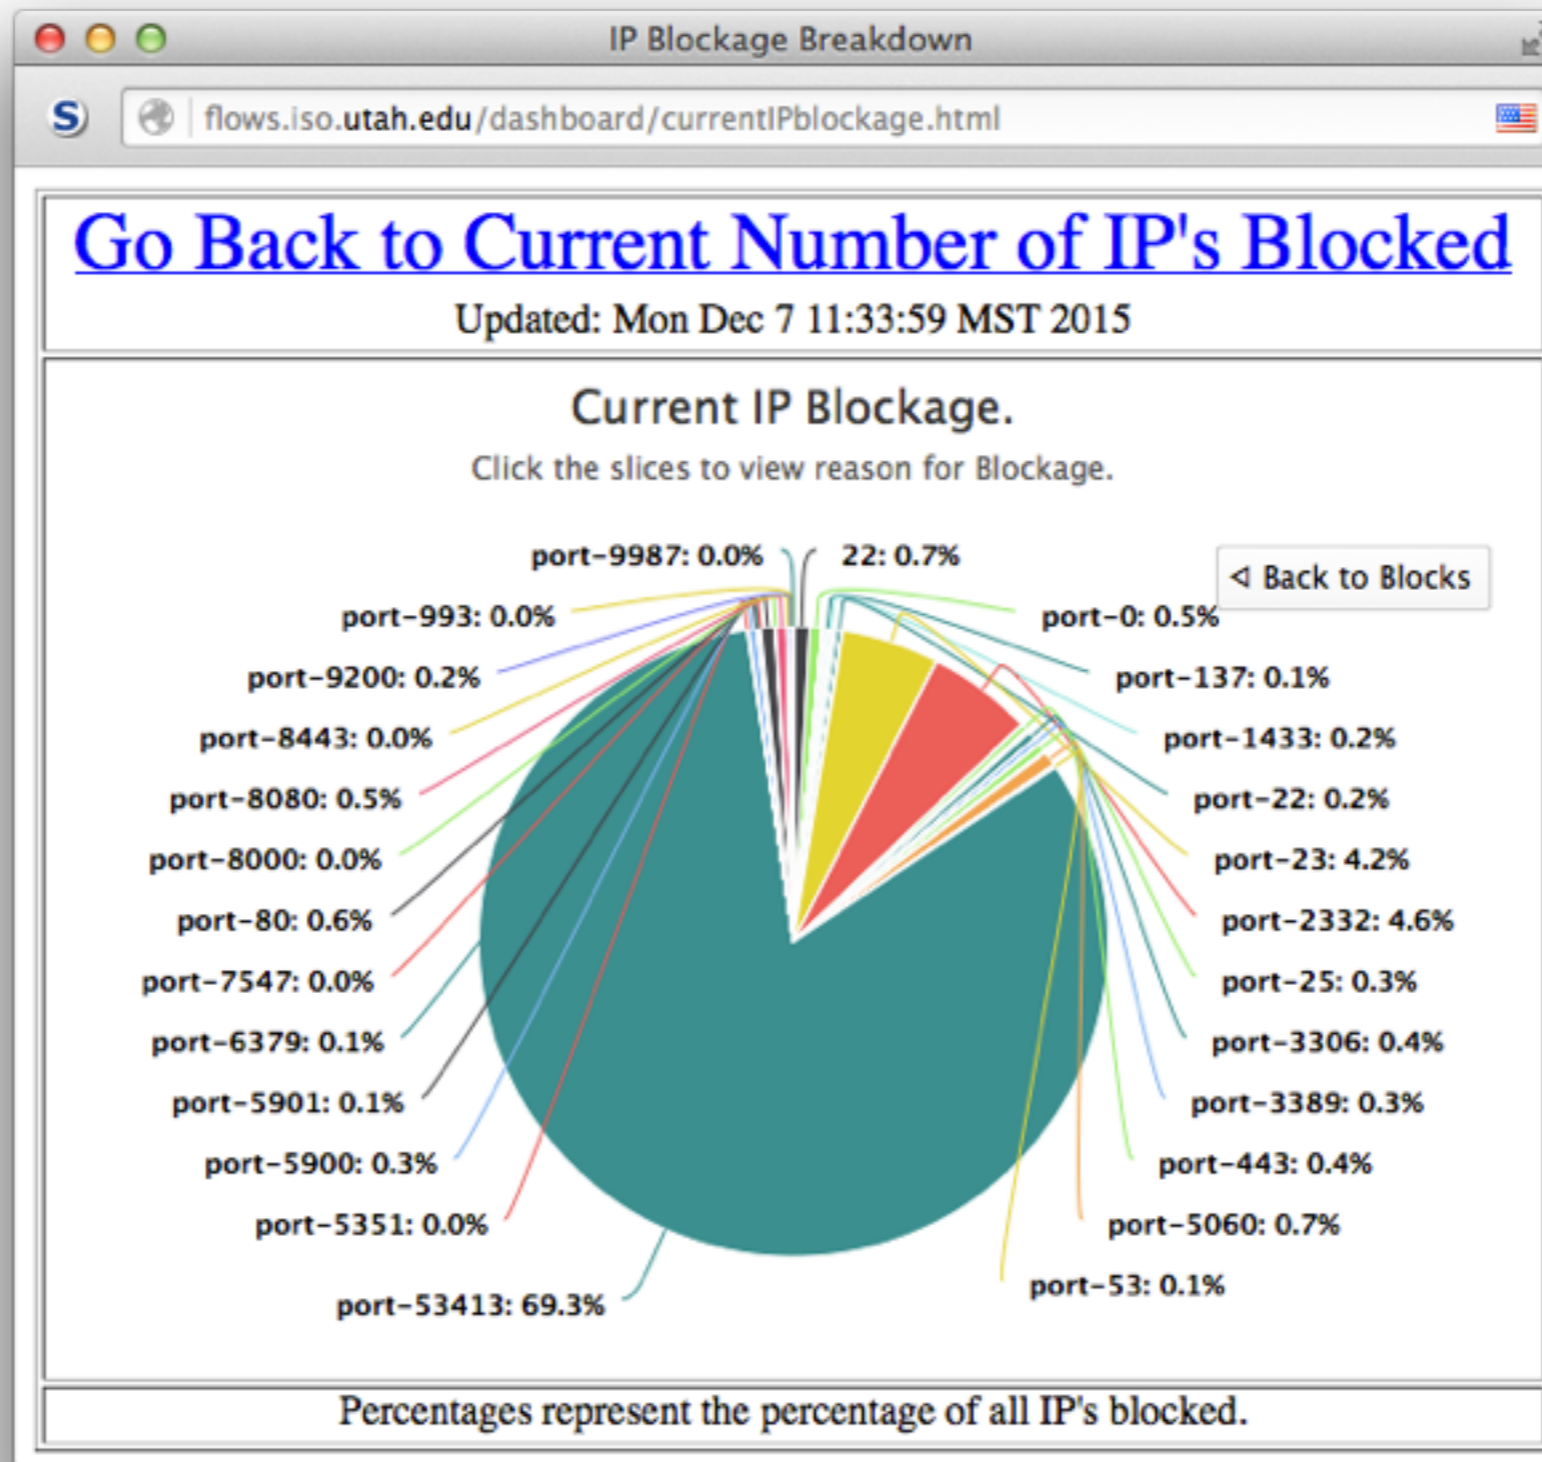 IP Blockage Breakdown
S
flows.iso.utah.edu/dashboard/currentIPblockage.html
Go Back to Current Number of IP's Blocked
Updated: Mon Dec 7 11:33:59 MST 2015
Current IP Blockage.
Click the slices to view reason for Blockage.
port-9987: 0.0%
22: 0.7%
Back to Blocks
port-993: 0.0%
port-0: 0.5%
port-9200: 0.2%
port-137: 0.1%
port-8443: 0.0%
port-1433: 0.2%
port-8080: 0.5%
port-22: 0.2%
port-8000: 0.0%
port-23: 4.2%
port-80: 0.6%
port-2332: 4.6%
port-7547: 0.0%
port-25: 0.3%
port-6379: 0.1%
port-3306: 0.4%
port-5901: 0.1%
port-3389: 0.3%
port-5900: 0.3%
port-443: 0.4%
port-5351: 0.0%
port-5060: 0.7%
port-53: 0.1%
port-53413: 69.3%
Percentages represent the percentage of all IP's blocked.